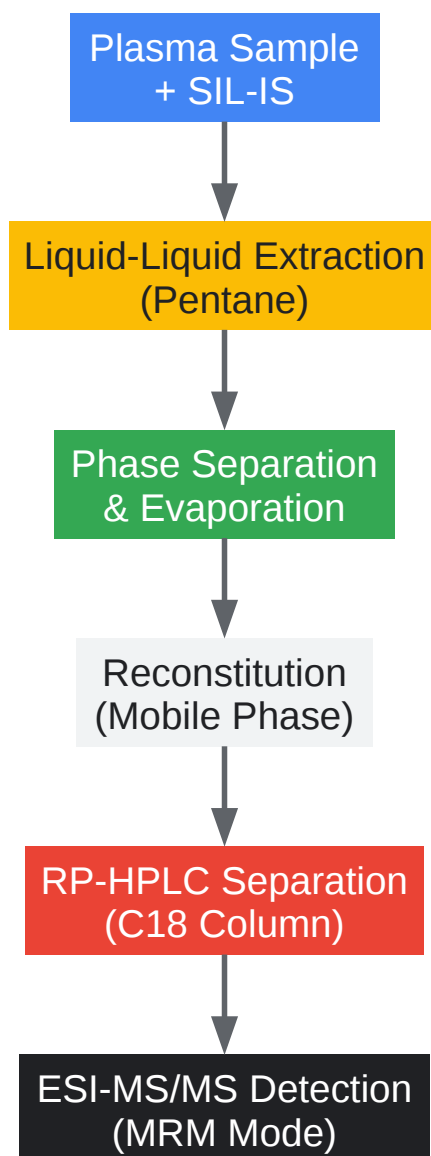 Plasma Sample
+ SIL-IS
Liquid-Liquid Extraction
(Pentane)
Phase Separation
& Evaporation
Reconstitution
(Mobile Phase)
RP-HPLC Separation
(C18 Column)
ESI-MS/MS Detection
(MRM Mode)